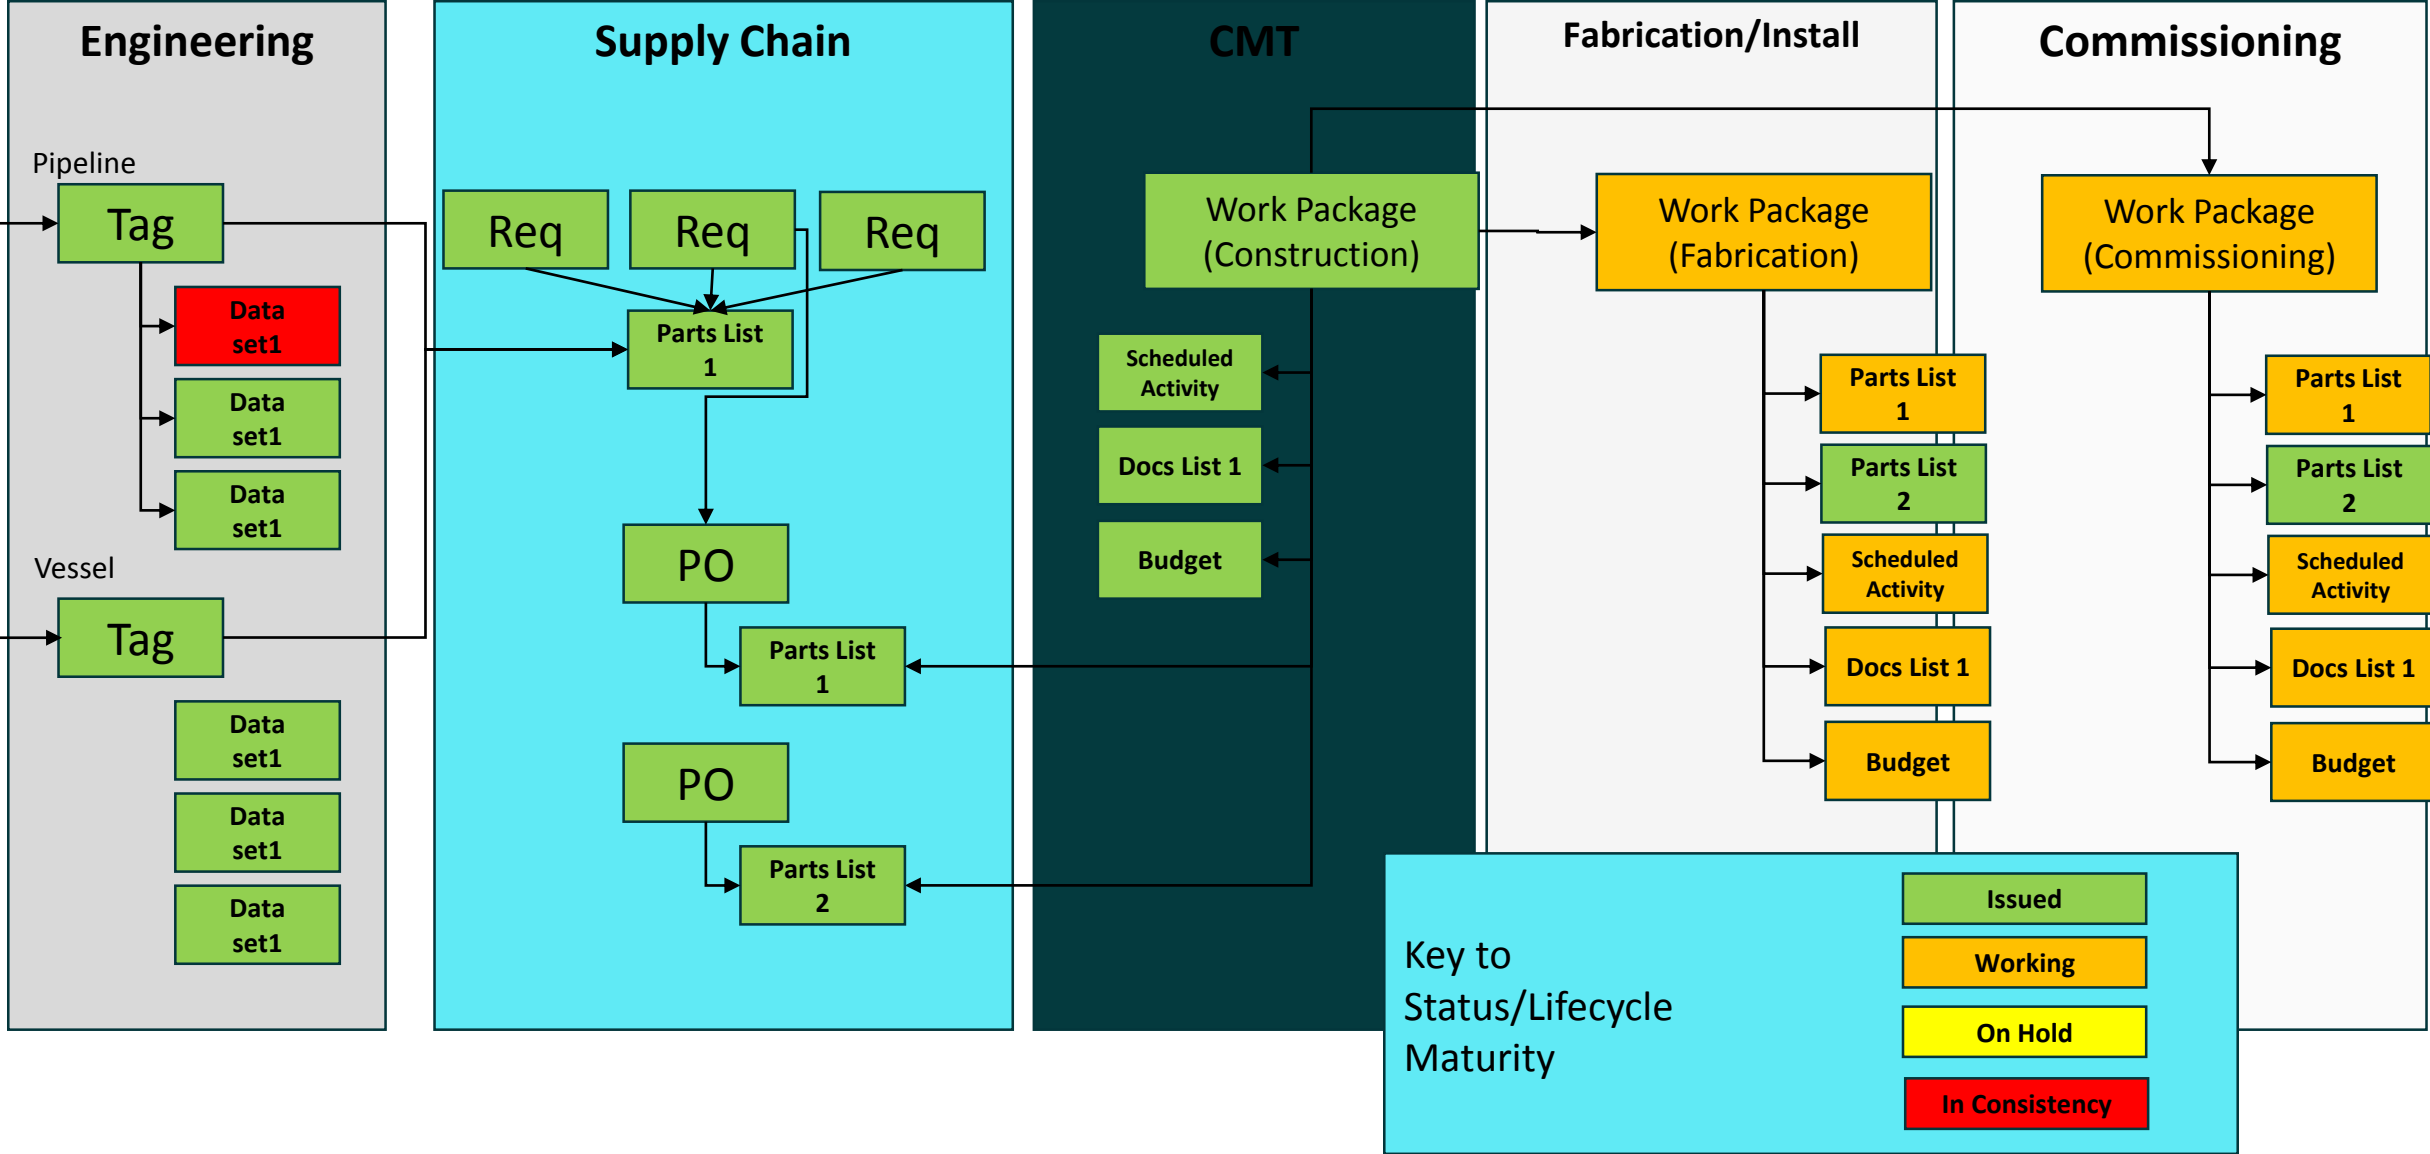 Engineering
Supply Chain
CMT
Fabrication/Install
Commissioning
Pipeline
Tag
Data
set1
Data
set1
Data
set1
Vessel
Tag
Data
set1
Data
set1
Data
set1
Req
Req
Req
Parts List
1
PO
Parts List
1
PO
Parts List
2
Work Package
(Construction)
Scheduled
Activity
Docs List 1
Budget
Work Package
(Fabrication)
Parts List
1
Parts List
2
Scheduled
Activity
Docs List 1
Budget
Work Package
(Commissioning)
Parts List
1
Parts List
2
Scheduled
Activity
Docs List 1
Budget
Key to
Status/Lifecycle
Maturity
Issued
Working
On Hold
In Consistency